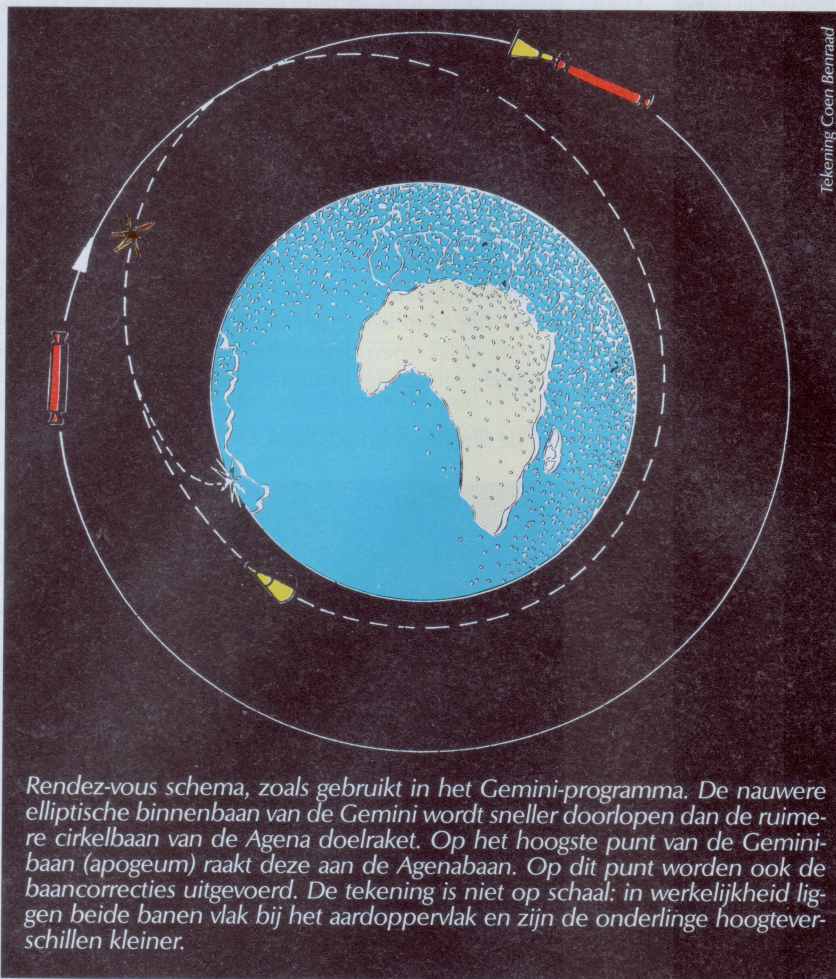 Tekening Coen Benraad
Rendez-vous schema, zoals gebruikt in het Gemini-programma. De nauwere
elliptische binnenbaan van de Gemini wordt sneller doorlopen dan de ruime-
re cirkelbaan van de Agena doelraket. Op het hoogste punt van de Gemini-
baan (apogeum) raakt deze aan de Agenabaan. Op dit punt worden ook de
baancorrecties uitgevoerd. De tekening is niet op schaal: in werkelijkheid lig-
gen beide banen vlak bij het aardoppervlak en zijn de onderlinge hoogtever-
schillen kleiner.